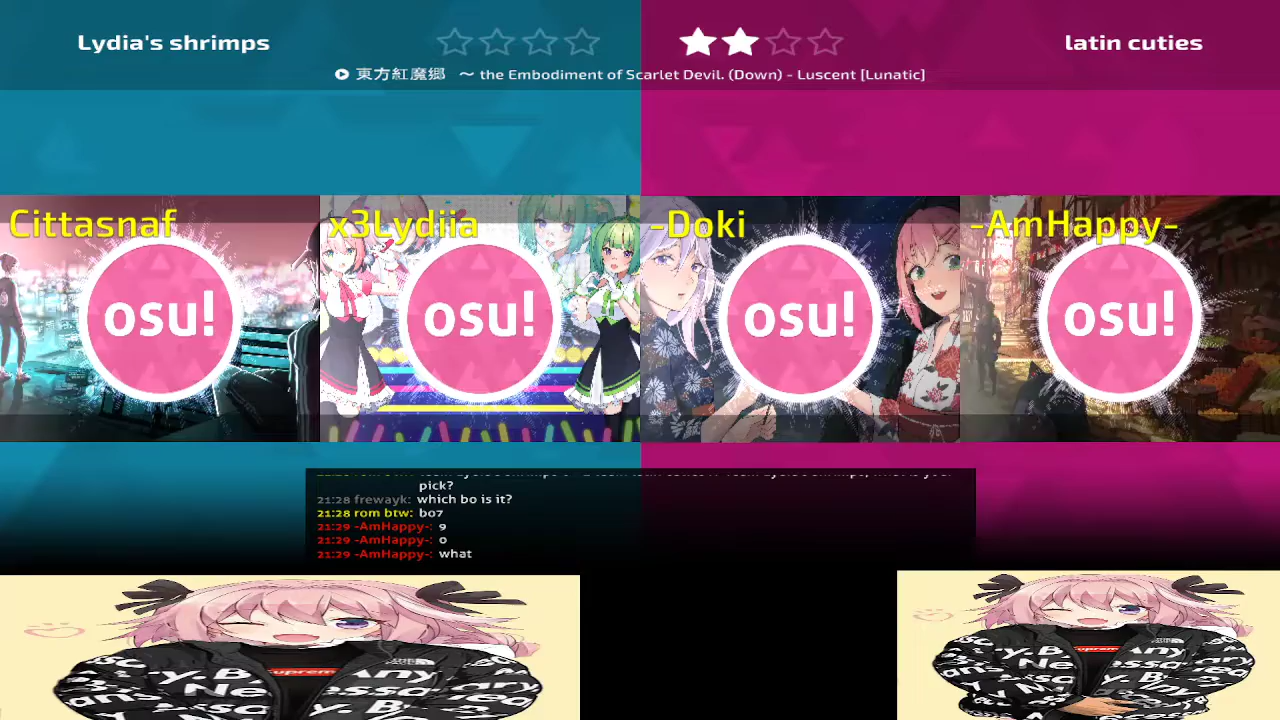 Lydia's shrimps
latin cuties
東方紅魔郷 ～ the Embodiment of Scarlet Devil. (Down) - Luscent [Lunatic]
Cittasnaf
x3Lydiia
-Doki
-AmHappy-
osu!
osu!
osu!
osu!
pick?
21:28 frewayk: which bo is it?
21:28 rom btw: bo7
21:29 -AmHappy-: 9
21:29 -AmHappy-: 0
21:29 -AmHappy-: what
Supreme